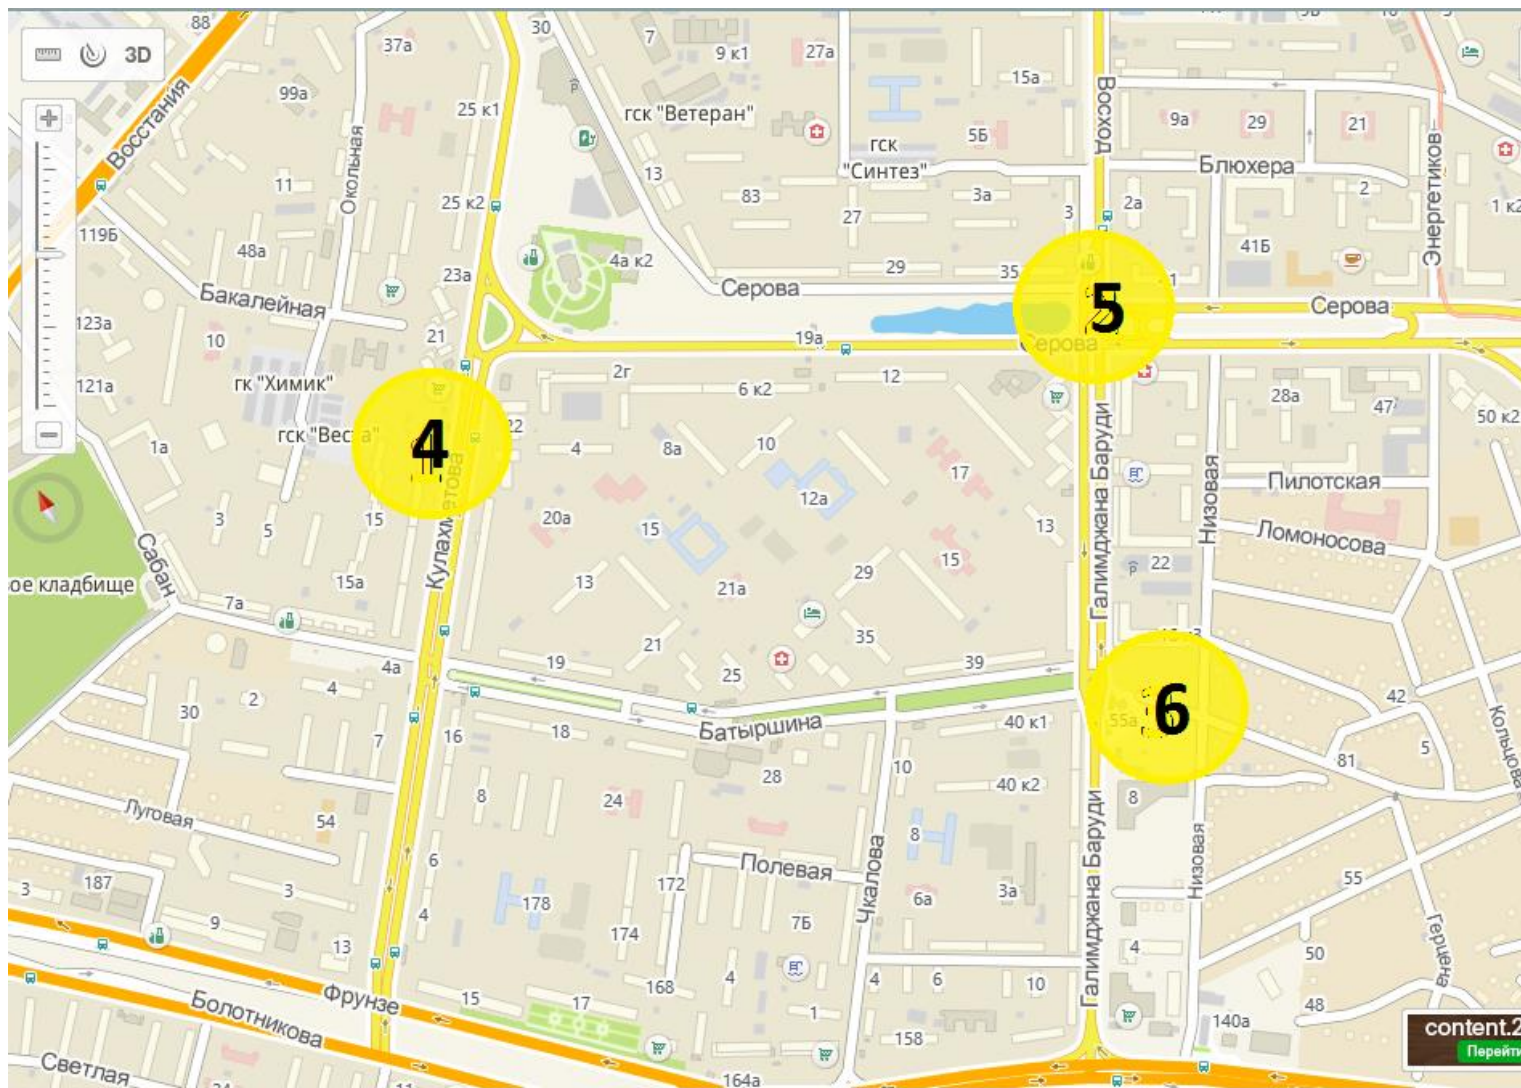 88
30
37а
7
9 к1
27а
3D
15а
99а
25 к1
гск "Ветеран"
Восход
Восстания
9а
29
21
5Б
гск
"Синтез"
Окольная
Энергетиков
Блюхера
11
13
25 к2
83
3а
2
2а
1 к2
27
3
119Б
48а
4а к2
41Б
23а
29
35
1
Бакалейная
Серова
5
Серова
123а
10
21
19а
Серова
2г
6 к2
12
гк "Химик"
121а
28а
47
50 к2
гск "Вес
а"
22
1а
4
4
8а
10
17
Галимджана Баруди
Пилотская
12а
Низовая
3
5
15
20а
15
13
Ломоносова
Кулахметова
Сабан
15
22
ое кладбище
15а
13
21а
29
7а
35
21
4а
19
25
39
4
2
30
42
6
55а
Кольцова
7
16
18
Батыршина
40 к1
5
81
10
28
40 к2
8
24
8
Луговая
54
8
Галимджана Баруди
Низовая
6
Полевая
Чкалова
187
3
3
172
3а
55
178
6а
4
7Б
9
174
Герцена
13
4
50
4
168
4
6
10
Фрунзе
15
17
48
Болотникова
1
158
140а
content.2
Перейти
Светлая
164а
11